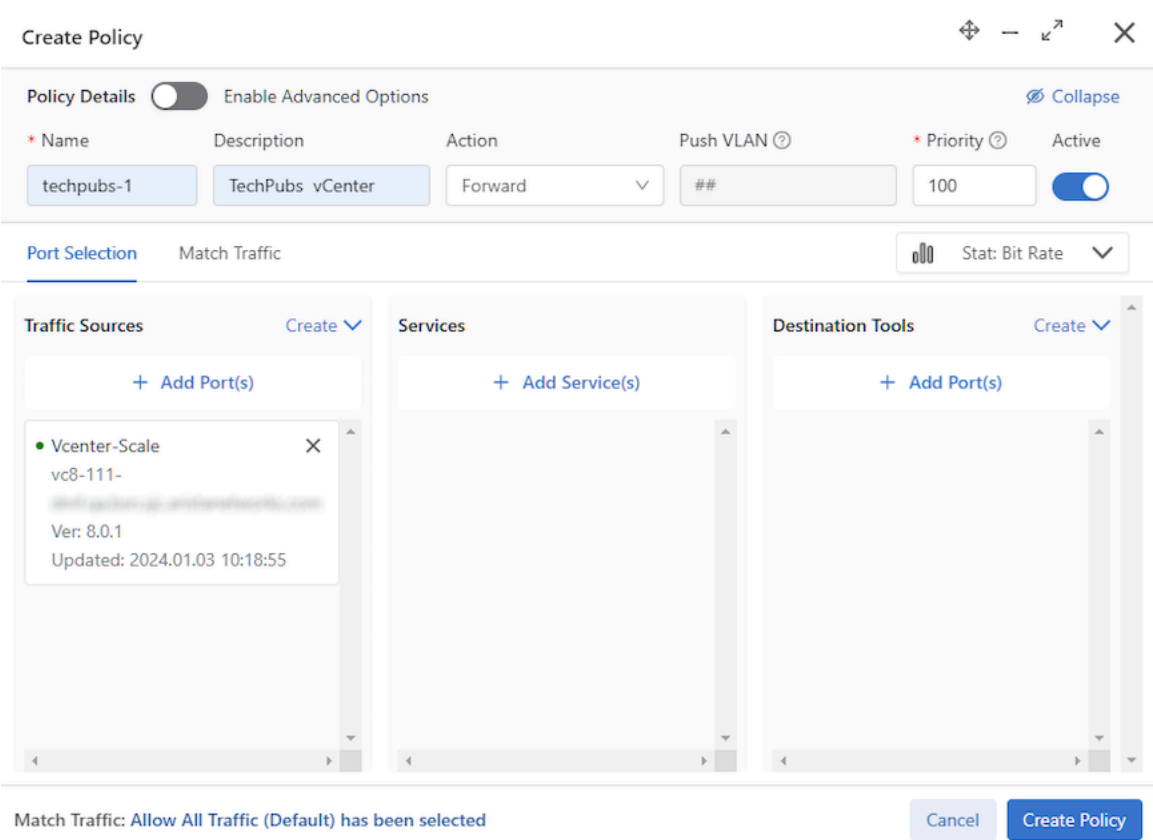 Create Policy
Policy Details Enable Advanced Options Collapse
* Name Description Action Push VLAN * Priority Active
techpubs-1 TechPubs vCenter Forward ## 100
Port Selection Match Traffic Stat: Bit Rate
Traffic Sources Create Services Destination Tools Create
+ Add Port(s) + Add Service(s) + Add Port(s)
Vcenter-Scale
vc8-111-
Ver: 8.0.1
Updated: 2024.01.03 10:18:55
Match Traffic: Allow All Traffic (Default) has been selected Cancel Create Policy